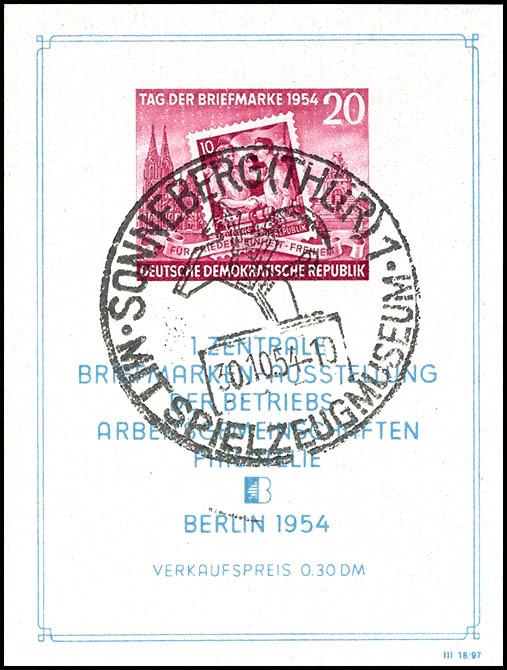 TAG DER BRIEFMARKE 1954 20
10
REPUBLIK
FÜR FRIEDEN · EINHEIT · FREIHEIT
DEUTSCHE DEMOKRATISCHE REPUBLIK
SONNEBERG (THÜR) 1
· MIT SPIELZEUGMUSEUM ·
30.10.54-10
1. ZENTRALE
BRIEFMARKEN-AUSSTELLUNG
DER BETRIEBS-
ARBEITSGEMEINSCHAFTEN
PHILATELIE
B
BERLIN 1954
VERKAUFSPREIS 0.30 DM
III 18/97